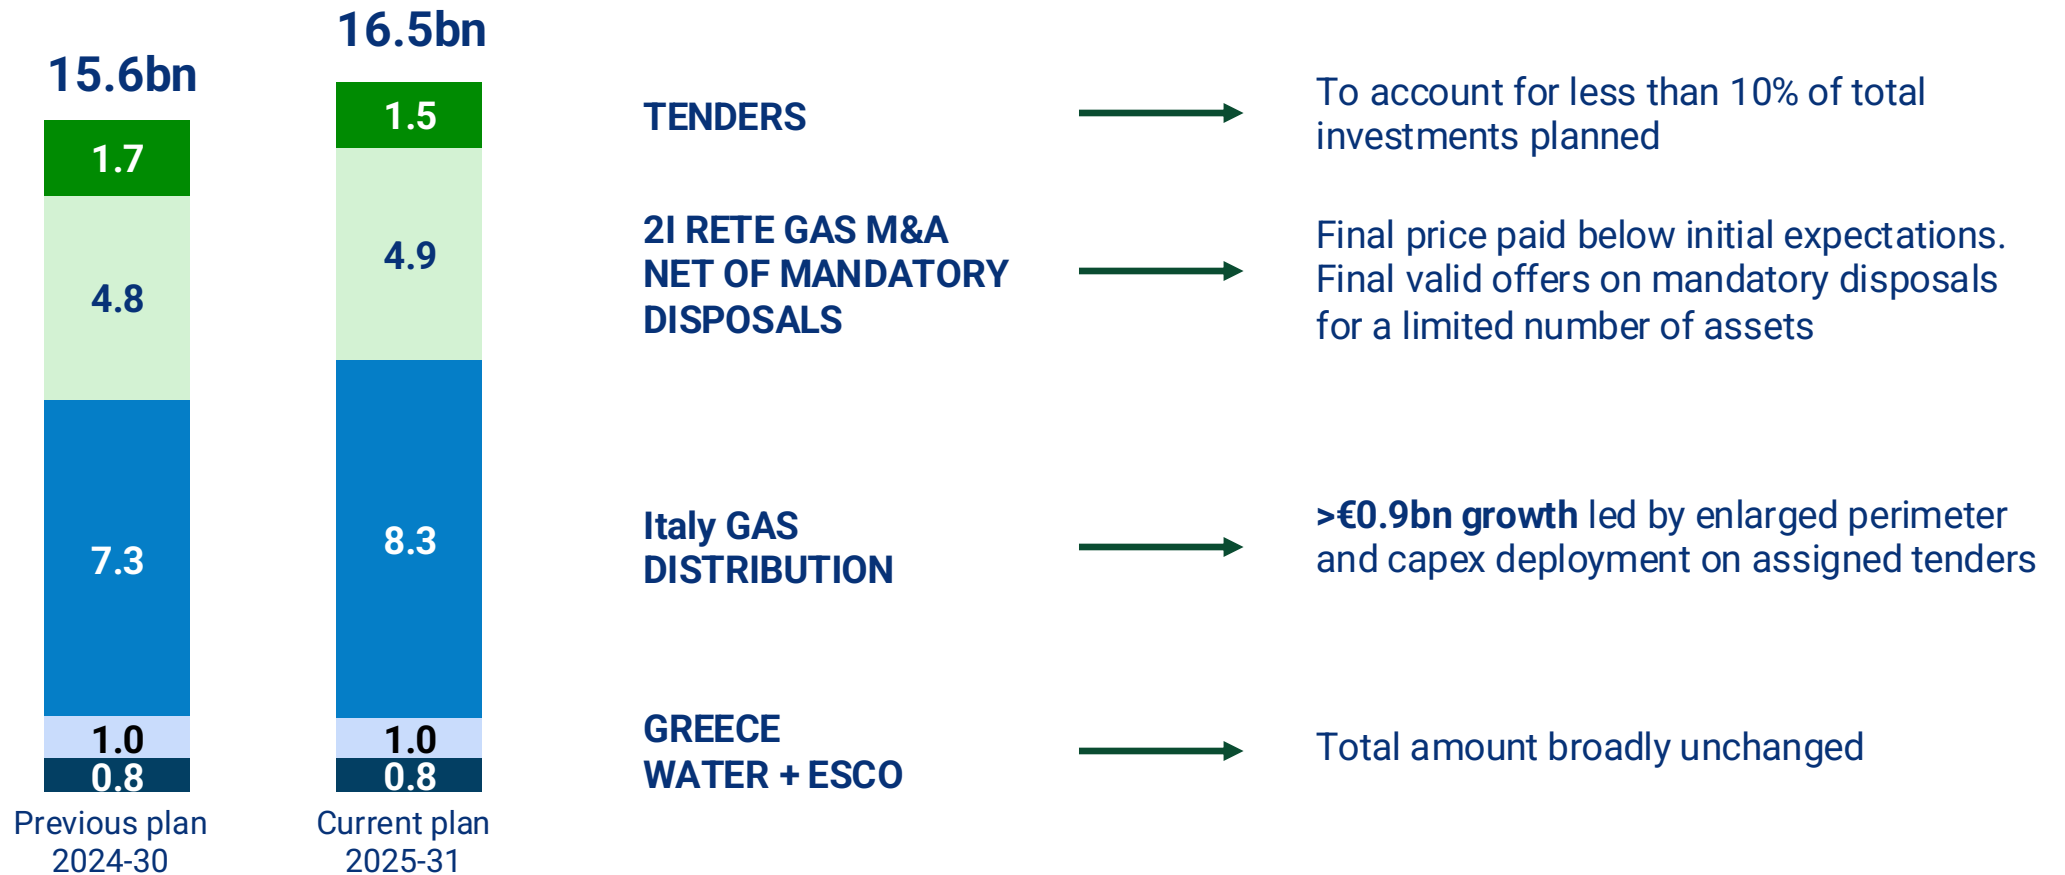 15.6bn
1.7
4.8
7.3
1.0
0.8
Previous plan
2024-30
16.5bn
1.5
4.9
8.3
1.0
0.8
Current plan
2025-31
TENDERS
To account for less than 10% of total
investments planned
2I RETE GAS M&A
NET OF MANDATORY
DISPOSALS
Final price paid below initial expectations.
Final valid offers on mandatory disposals
for a limited number of assets
Italy GAS
DISTRIBUTION
>€0.9bn growth led by enlarged perimeter
and capex deployment on assigned tenders
GREECE
WATER + ESCO
Total amount broadly unchanged